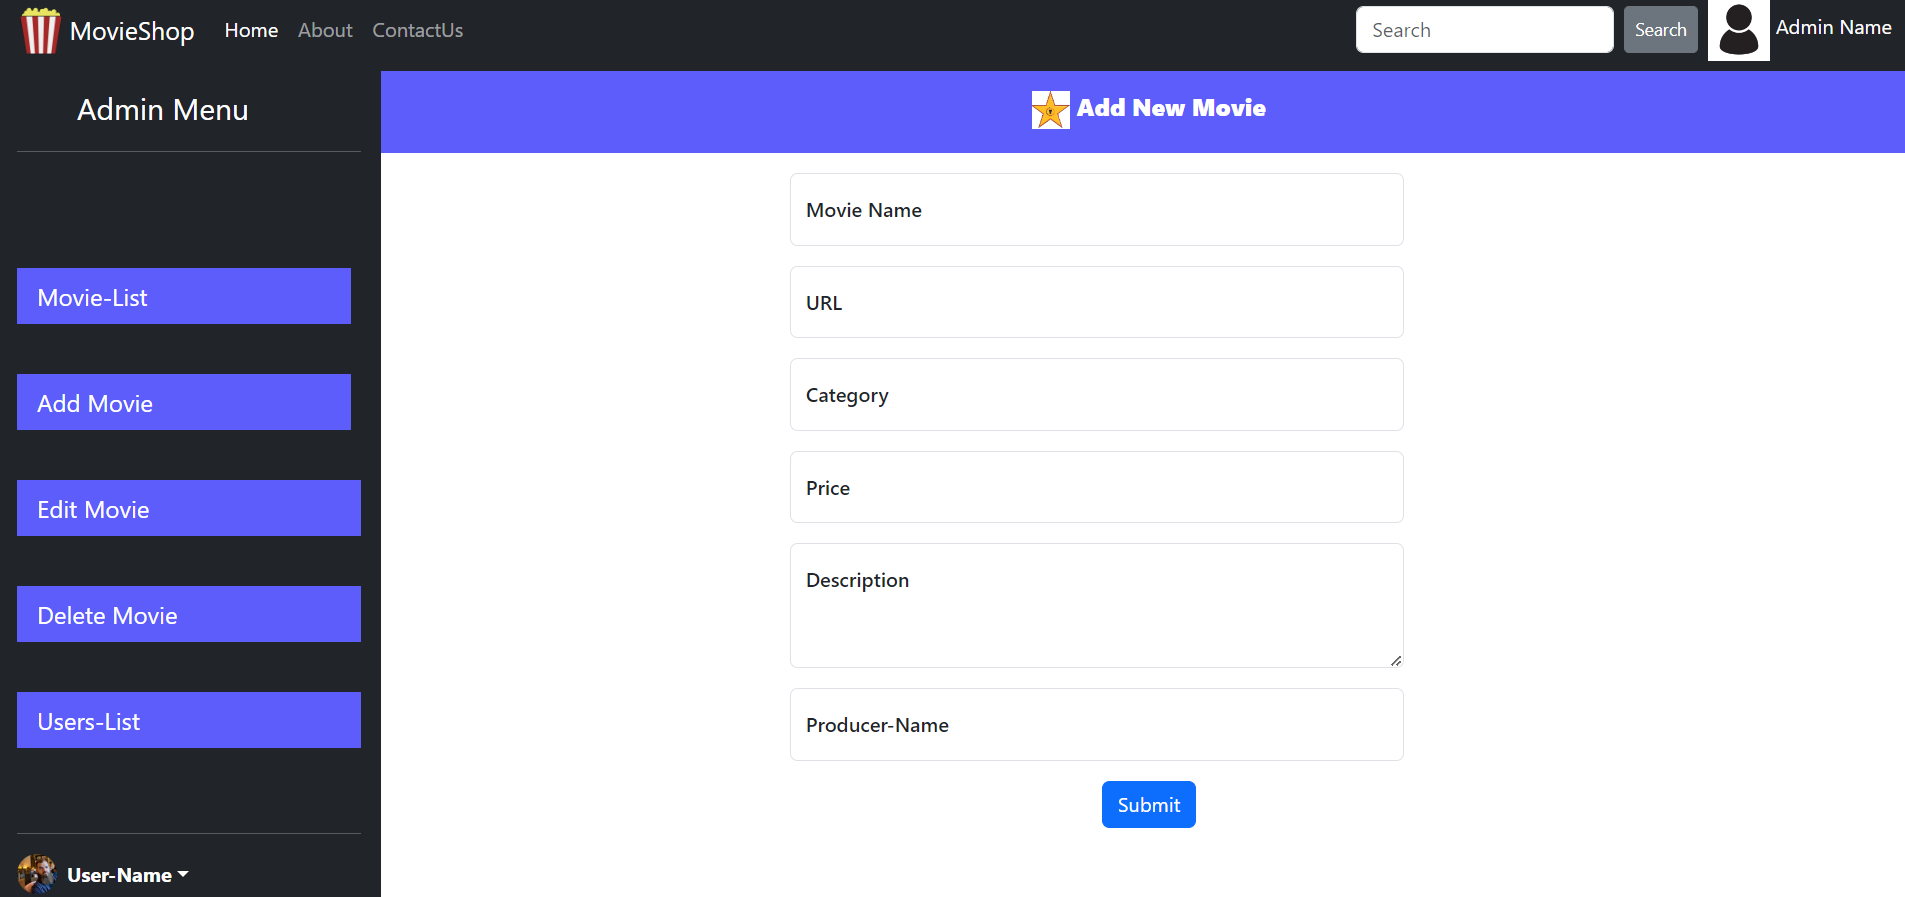 MovieShop Home About ContactUs Search Search Admin Name
Admin Menu
Movie-List
Add Movie
Edit Movie
Delete Movie
Users-List
User-Name
Add New Movie
Movie Name
URL
Category
Price
Description
Producer-Name
Submit